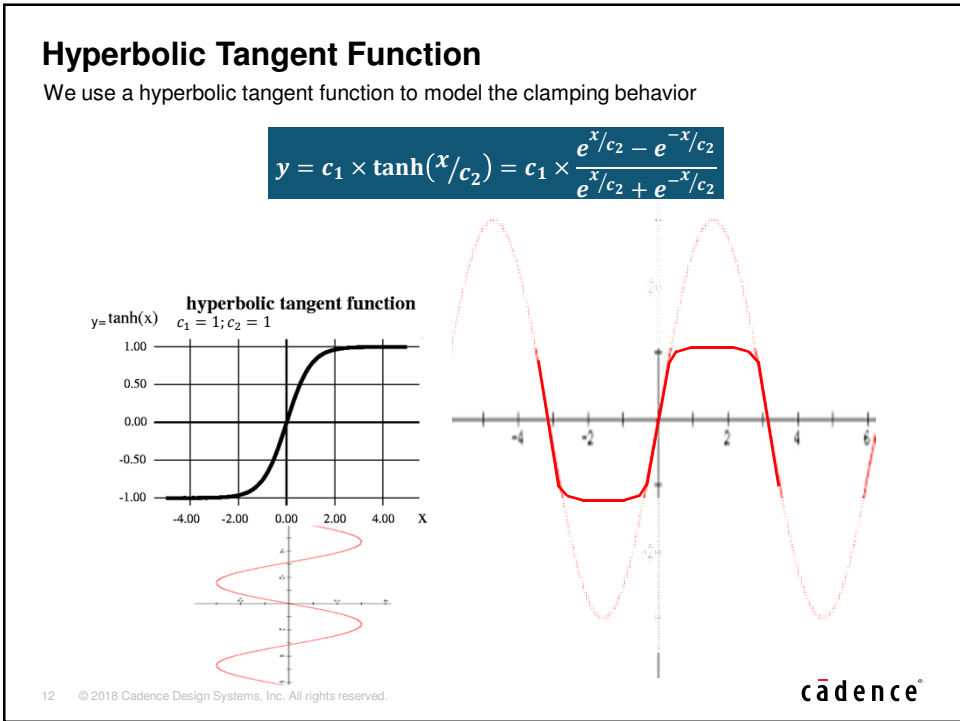 Hyperbolic Tangent Function
We use a hyperbolic tangent function to model the clamping behavior
y = c₁ × tanh(x/c₂) = c₁ × (e^(x/c₂) − e^(−x/c₂)) / (e^(x/c₂) + e^(−x/c₂))
hyperbolic tangent function
y=tanh(x) c₁ = 1; c₂ = 1
1.00
0.50
0.00
-0.50
-1.00
-4.00 -2.00 0.00 2.00 4.00 X
-4 -2 2 4 6
12 © 2018 Cadence Design Systems, Inc. All rights reserved.
cādence®